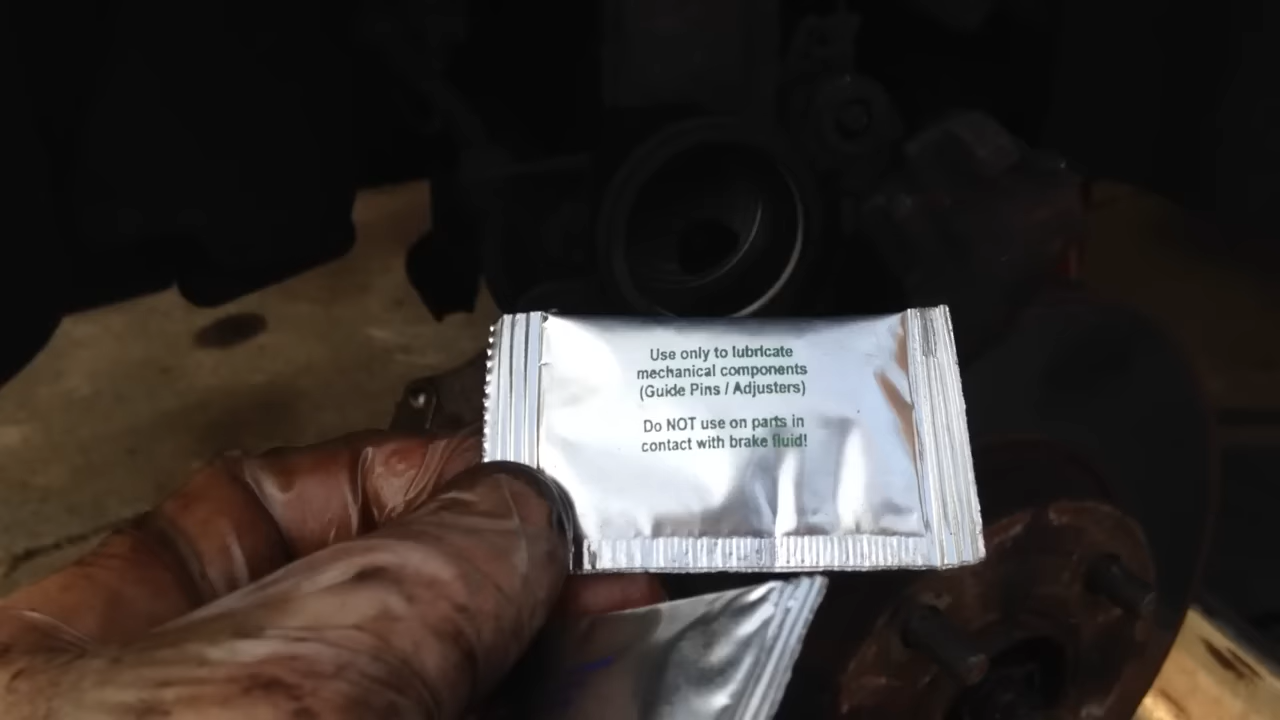 Use only to lubricate
mechanical components
(Guide Pins / Adjusters)
Do NOT use on parts in
contact with brake fluid!